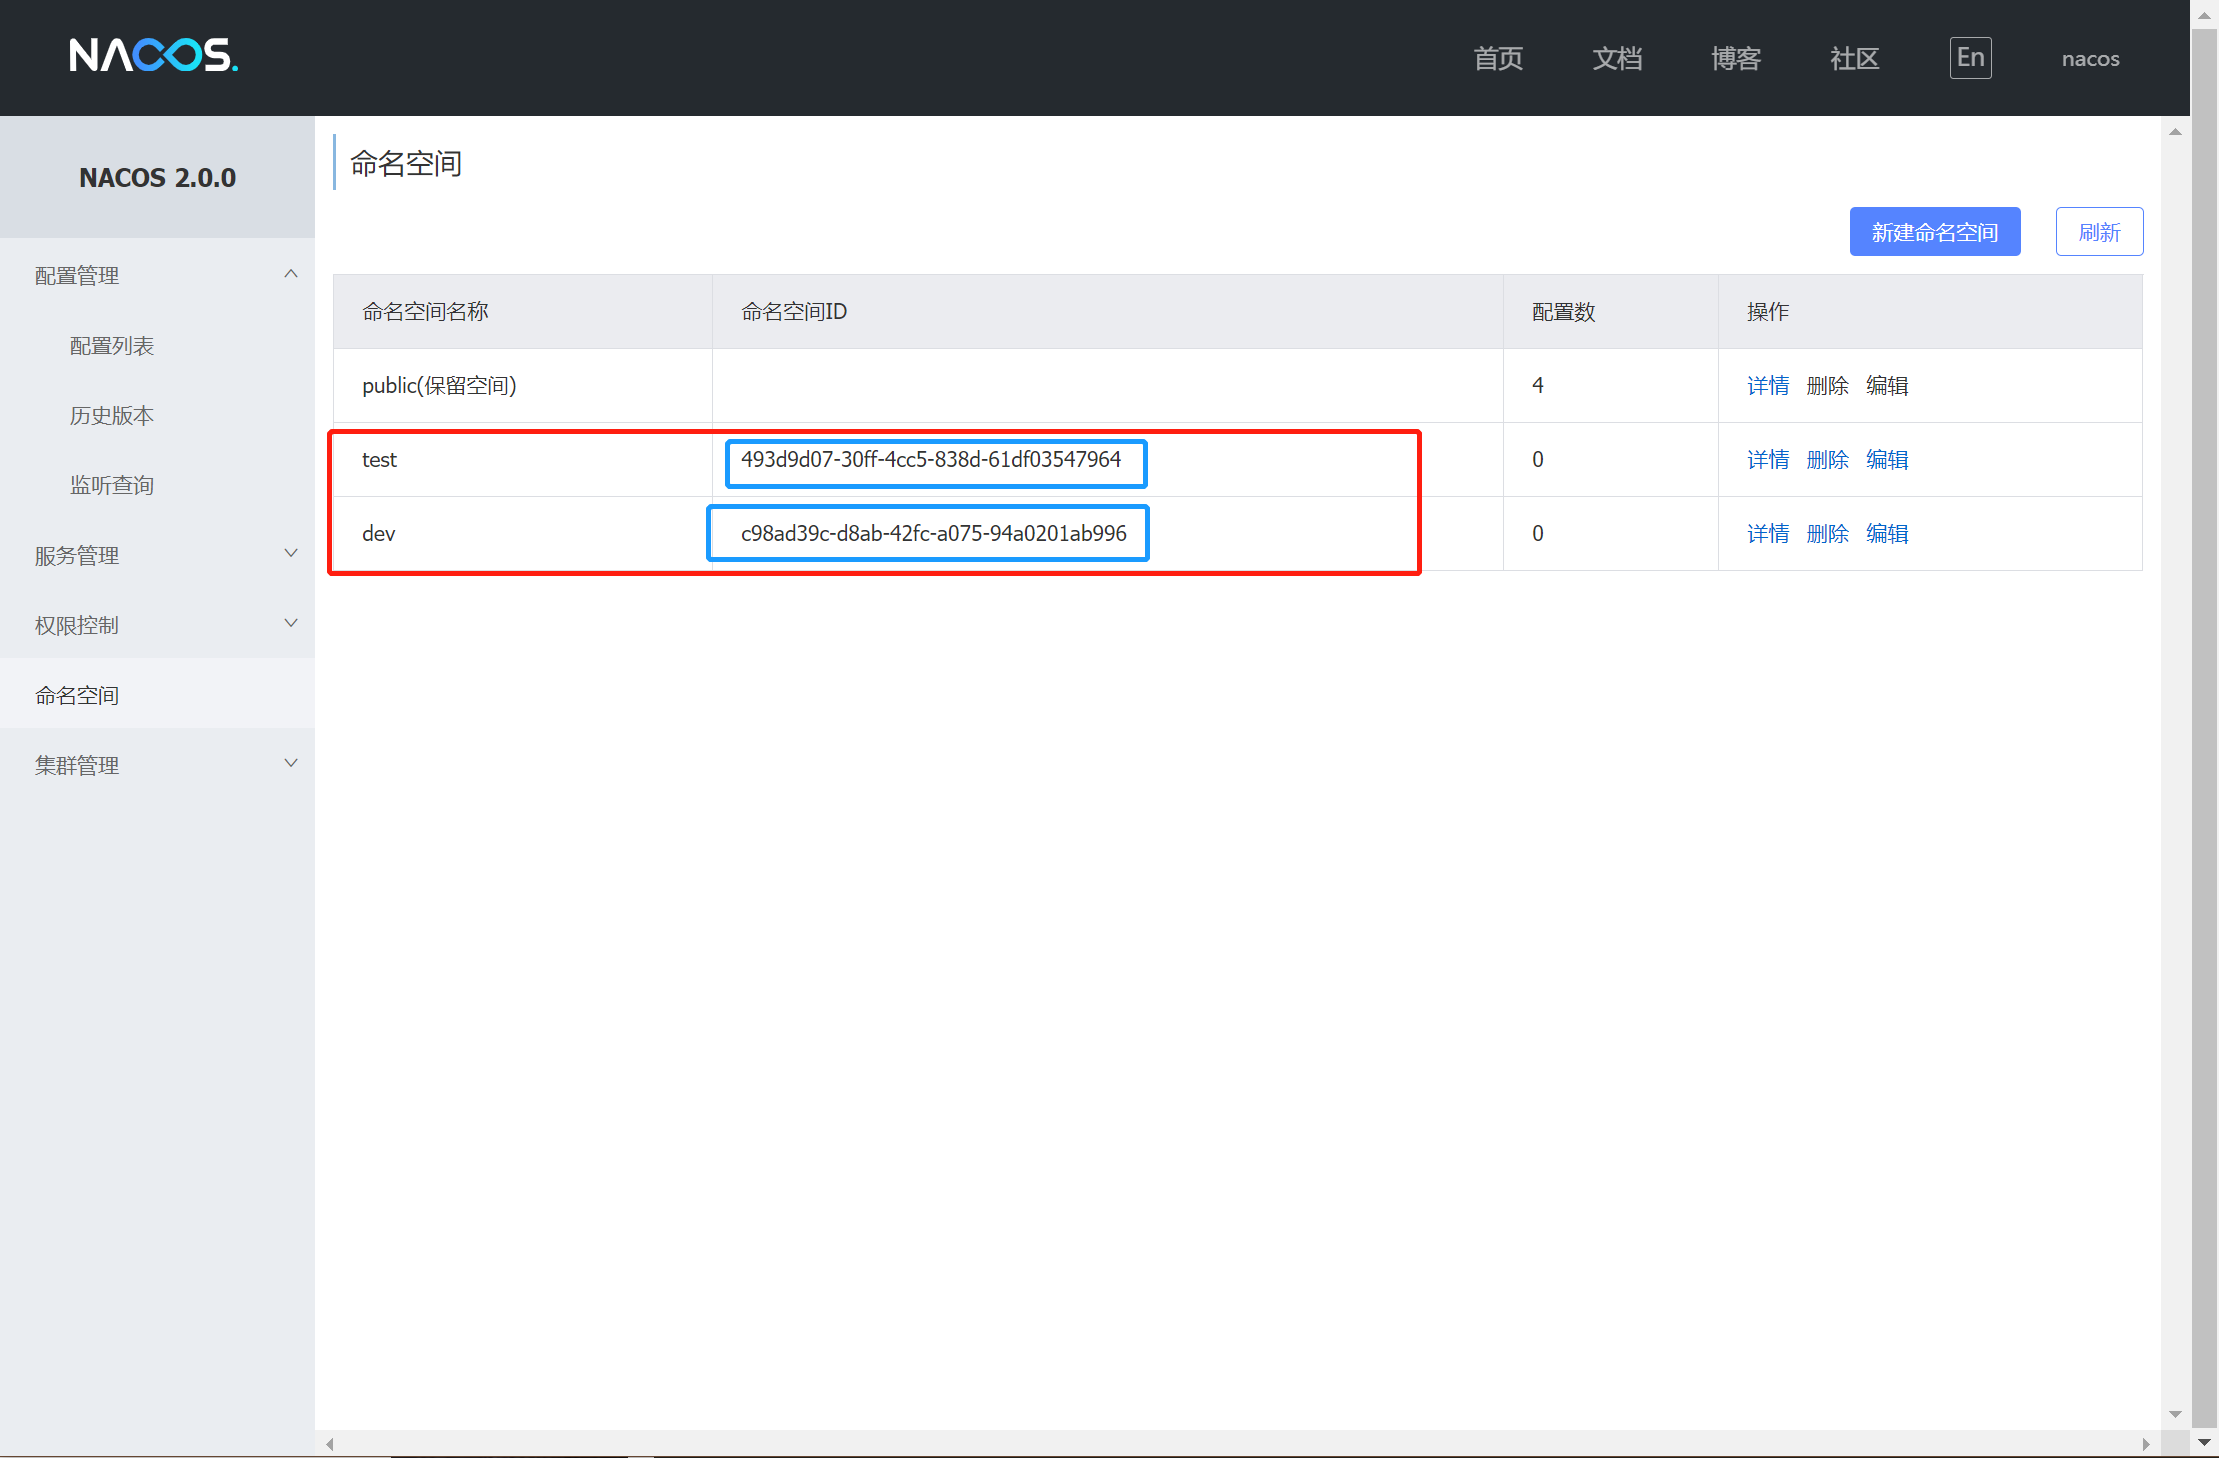 NACOS.
首页 文档 博客 社区 En nacos
NACOS 2.0.0
配置管理
配置列表
历史版本
监听查询
服务管理
权限控制
命名空间
集群管理
命名空间
新建命名空间 刷新
命名空间名称 命名空间ID 配置数 操作
public(保留空间) 4 详情 删除 编辑
test 493d9d07-30ff-4cc5-838d-61df03547964 0 详情 删除 编辑
dev c98ad39c-d8ab-42fc-a075-94a0201ab996 0 详情 删除 编辑